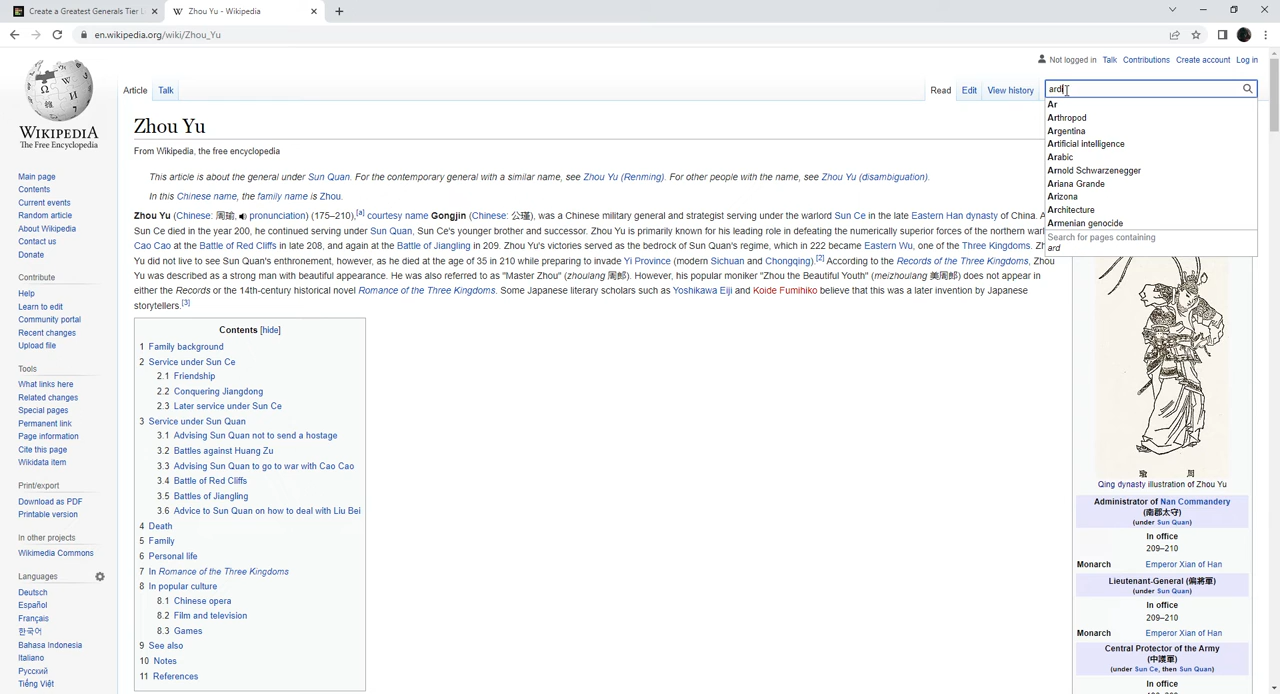 Create a Greatest Generals Tier L
Zhou Yu - Wikipedia
en.wikipedia.org/wiki/Zhou_Yu
Not logged in Talk Contributions Create account Log in
WIKIPEDIA
The Free Encyclopedia
Article Talk
Read Edit View history
ardi
Ar
Arthropod
Argentina
Artificial intelligence
Arabic
Arnold Schwarzenegger
Ariana Grande
Arizona
Architecture
Armenian genocide
Search for pages containing
ard
Main page
Contents
Current events
Random article
About Wikipedia
Contact us
Donate
Contribute
Help
Learn to edit
Community portal
Recent changes
Upload file
Tools
What links here
Related changes
Special pages
Permanent link
Page information
Cite this page
Wikidata item
Print/export
Download as PDF
Printable version
In other projects
Wikimedia Commons
Languages
Deutsch
Español
Français
한국어
Bahasa Indonesia
Italiano
Русский
Tiếng Việt
Zhou Yu
From Wikipedia, the free encyclopedia
This article is about the general under Sun Quan. For the contemporary general with a similar name, see Zhou Yu (Renming). For other people with the name, see Zhou Yu (disambiguation).
In this Chinese name, the family name is Zhou.
Zhou Yu (Chinese: 周瑜, pronunciation) (175–210),[a] courtesy name Gongjin (Chinese: 公瑾), was a Chinese military general and strategist serving under the warlord Sun Ce in the late Eastern Han dynasty of China. A
Sun Ce died in the year 200, he continued serving under Sun Quan, Sun Ce's younger brother and successor. Zhou Yu is primarily known for his leading role in defeating the numerically superior forces of the northern war
Cao Cao at the Battle of Red Cliffs in late 208, and again at the Battle of Jiangling in 209. Zhou Yu's victories served as the bedrock of Sun Quan's regime, which in 222 became Eastern Wu, one of the Three Kingdoms. Zh
Yu did not live to see Sun Quan's enthronement, however, as he died at the age of 35 in 210 while preparing to invade Yi Province (modern Sichuan and Chongqing).[2] According to the Records of the Three Kingdoms, Zhou
Yu was described as a strong man with beautiful appearance. He was also referred to as "Master Zhou" (zhoulang 周郎). However, his popular moniker "Zhou the Beautiful Youth" (meizhoulang 美周郎) does not appear
in either the Records or the 14th-century historical novel Romance of the Three Kingdoms. Some Japanese literary scholars such as Yoshikawa Eiji and Koide Fumihiko believe that this was a later invention by Japanese
storytellers.[3]
Contents [hide]
1 Family background
2 Service under Sun Ce
2.1 Friendship
2.2 Conquering Jiangdong
2.3 Later service under Sun Ce
3 Service under Sun Quan
3.1 Advising Sun Quan not to send a hostage
3.2 Battles against Huang Zu
3.3 Advising Sun Quan to go to war with Cao Cao
3.4 Battle of Red Cliffs
3.5 Battles of Jiangling
3.6 Advice to Sun Quan on how to deal with Liu Bei
4 Death
5 Family
6 Personal life
7 In Romance of the Three Kingdoms
8 In popular culture
8.1 Chinese opera
8.2 Film and television
8.3 Games
9 See also
10 Notes
11 References
瑜 周
Qing dynasty illustration of Zhou Yu
Administrator of Nan Commandery
(南郡太守)
(under Sun Quan)
In office
209–210
Monarch Emperor Xian of Han
Lieutenant-General (偏將軍)
(under Sun Quan)
In office
208–210
Monarch Emperor Xian of Han
Central Protector of the Army
(中護軍)
(under Sun Ce, then Sun Quan)
In office